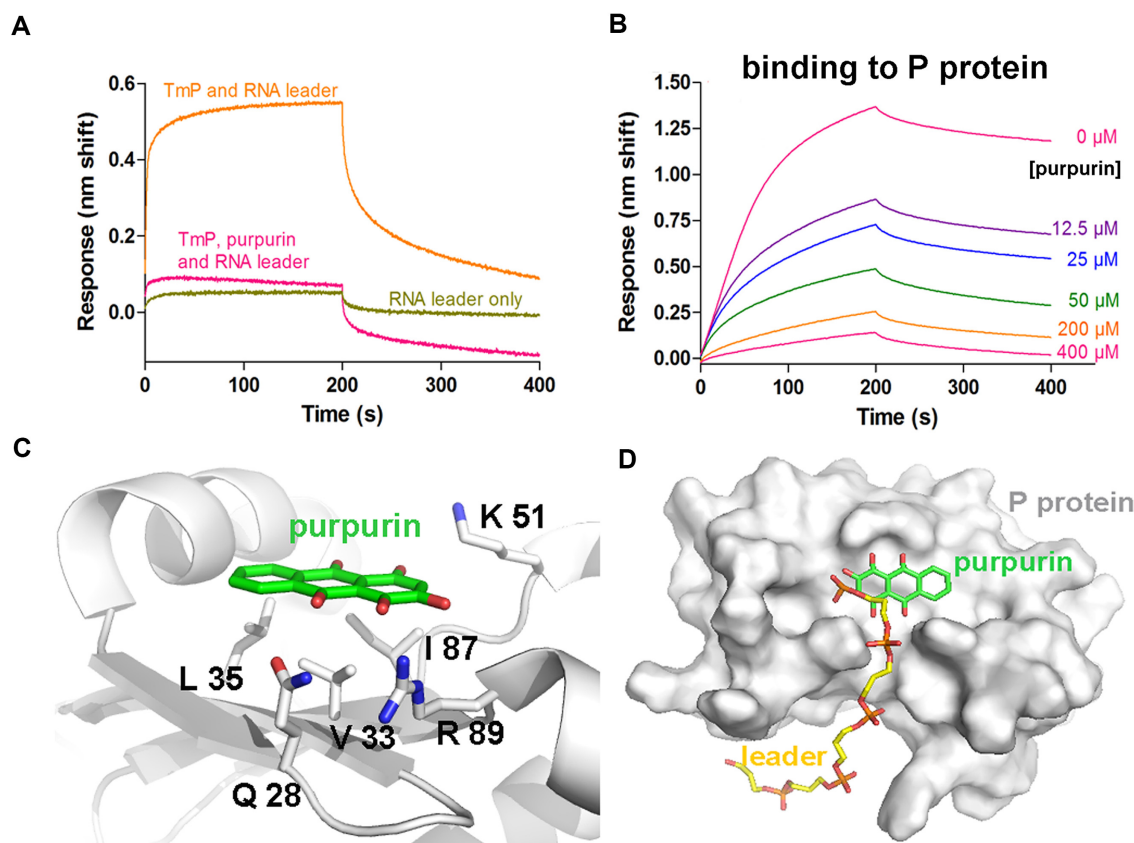 A
Response (nm shift)
0.6
0.4
0.2
0.0
TmP and RNA leader
TmP, purpurin
and RNA leader
RNA leader only
0
100
200
300
400
Time (s)
B
binding to P protein
Response (nm shift)
1.50
1.25
1.00
0.75
0.50
0.25
0.00
0 µM
[purpurin]
12.5 µM
25 µM
50 µM
200 µM
400 µM
0
100
200
300
400
Time (s)
C
purpurin
K 51
L 35
I 87
V 33
R 89
Q 28
D
P protein
purpurin
leader